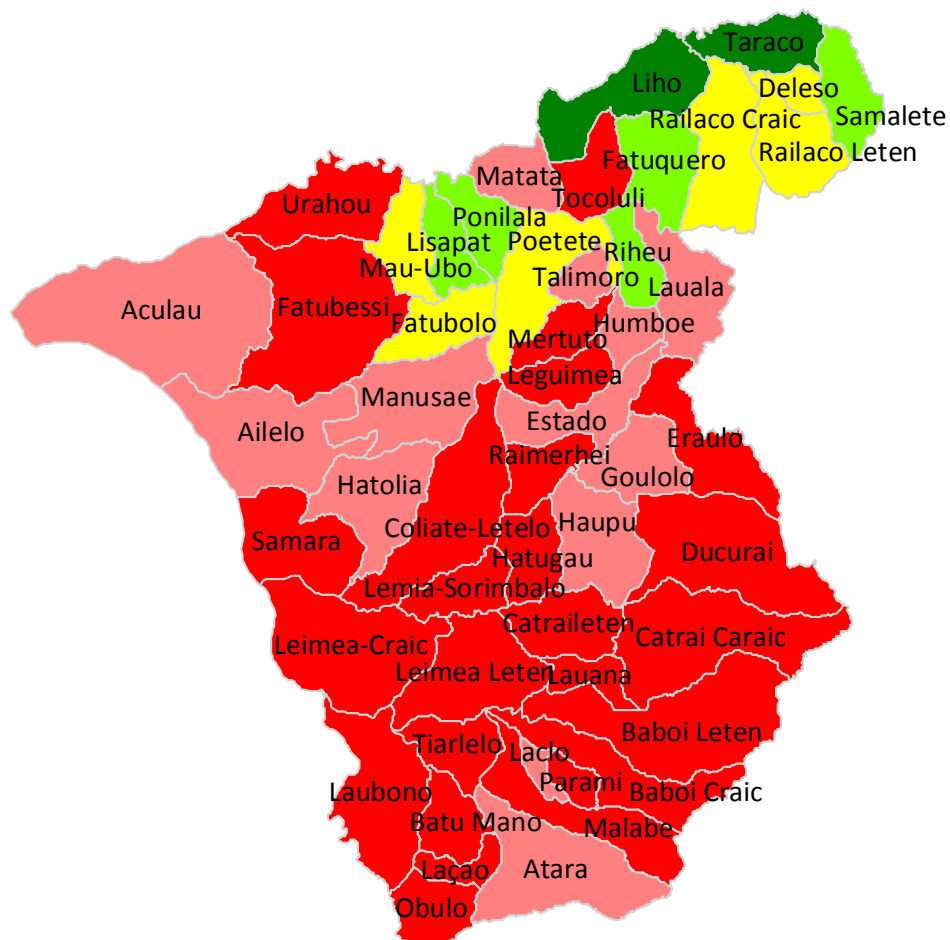 Taraco
Liho
Deleso
Samalete
Railaco Craic
Railaco Leten
Fatuquero
Matata
Tocoluli
Urahou
Ponilala
Lisapat
Poetete
Riheu
Mau-Ubo
Talimoro
Lauala
Aculau
Fatubessi
Fatubolo
Humboe
Mertuto
Leguimea
Manusae
Estado
Ailelo
Eraulo
Raimerhei
Goulolo
Hatolia
Coliate-Letelo
Haupu
Samara
Ducurai
Hatugau
Lemia-Sorimbalo
Catraileten
Catrai Caraic
Leimea-Craic
Leimea Leten
Lauana
Baboi Leten
Tiarlelo
Laclo
Parami
Laubono
Baboi Craic
Batu Mano
Malabe
Laçao
Atara
Obulo